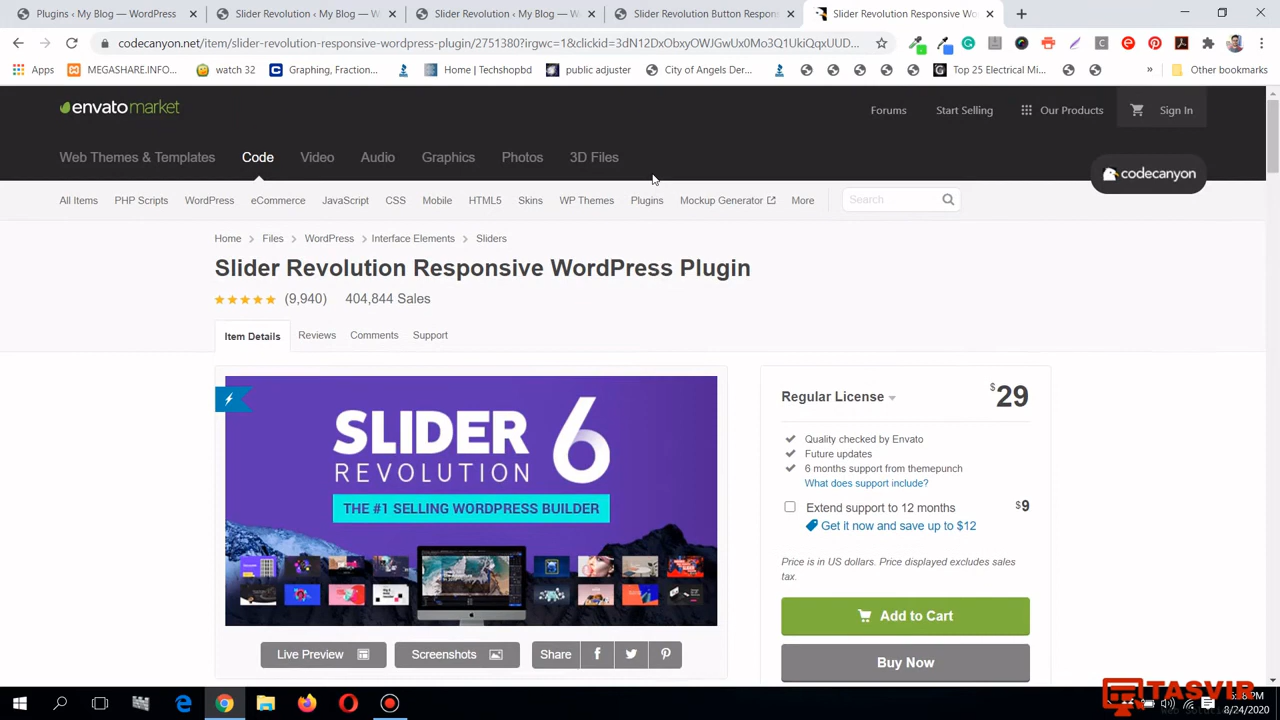 Plugins ‹ My Blog — WordPress
Slider Revolution ‹ My Blog — W
Slider Revolution ‹ My Blog — W
Slider Revolution Button Respon
Slider Revolution Responsive Wo
codecanyon.net/item/slider-revolution-responsive-wordpress-plugin/2751380?irgwc=1&clickid=3dN12DxObxyOWJGwUx0Mo3Q1UkiQqxUUD...
Apps
MEGASHARE.INFO...
watch 32
Graphing, Fraction...
Home | Techshopbd
public adjuster
City of Angels Der...
Top 25 Electrical Mi...
»
Other bookmarks
envatomarket
Forums
Start Selling
Our Products
Sign In
Web Themes & Templates
Code
Video
Audio
Graphics
Photos
3D Files
codecanyon
All Items
PHP Scripts
WordPress
eCommerce
JavaScript
CSS
Mobile
HTML5
Skins
WP Themes
Plugins
Mockup Generator
More
Search
Home > Files > WordPress > Interface Elements > Sliders
Slider Revolution Responsive WordPress Plugin
(9,940) 404,844 Sales
Item Details
Reviews
Comments
Support
SLIDER 6
REVOLUTION
THE #1 SELLING WORDPRESS BUILDER
Live Preview
Screenshots
Share
Regular License
$29
Quality checked by Envato
Future updates
6 months support from themepunch
What does support include?
Extend support to 12 months
$9
Get it now and save up to $12
Price is in US dollars. Price displayed excludes sales
tax.
Add to Cart
Buy Now
TASVIR
8/24/2020